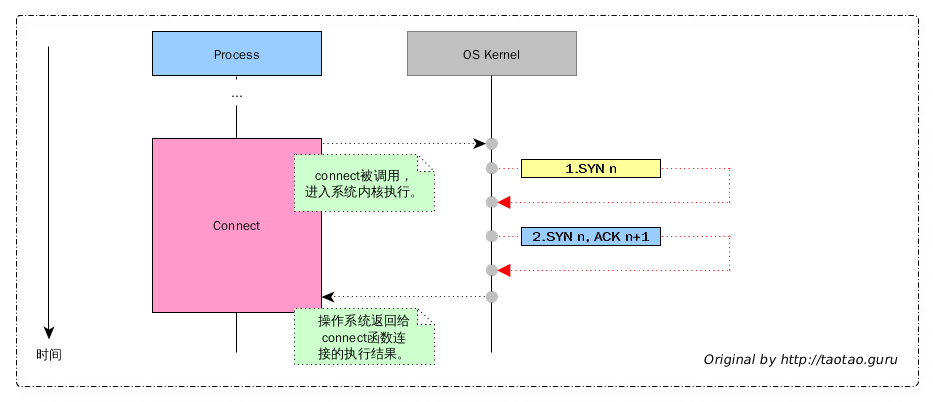 Process
OS Kernel
...
1.SYN n
connect被调用，
进入系统内核执行。
Connect
2.SYN n, ACK n+1
操作系统返回给
connect函数连
接的执行结果。
时间
Original by http://taotao.guru